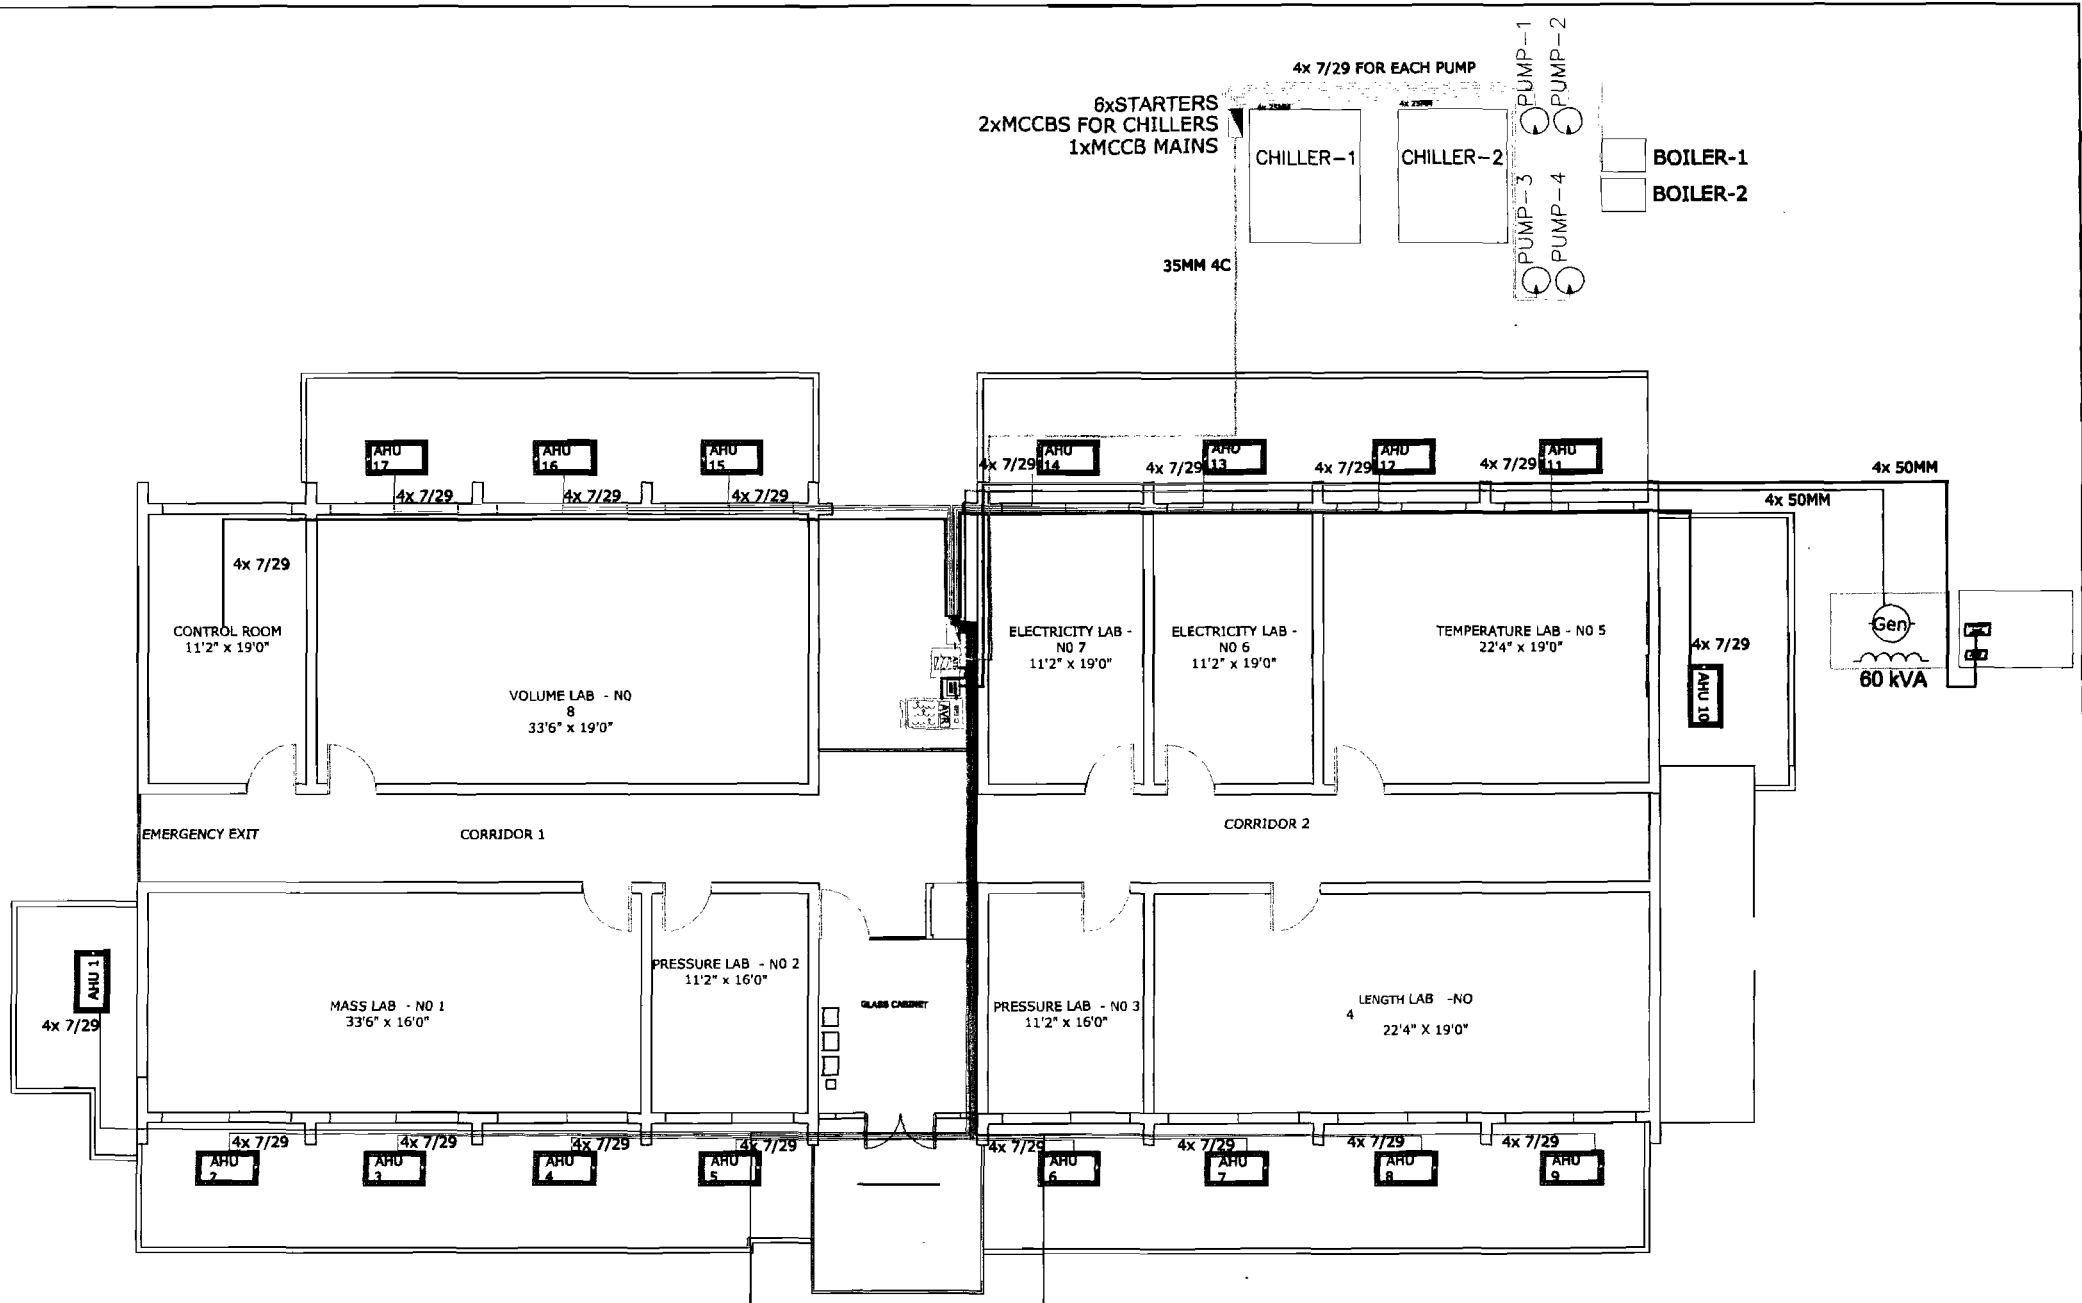 PUMP-1
PUMP-2
4x 7/29 FOR EACH PUMP
6xSTARTERS
2xMCCBS FOR CHILLERS
1xMCCB MAINS
4x 25MM
4x 25MM
CHILLER-1
CHILLER-2
BOILER-1
BOILER-2
PUMP-3
PUMP-4
35MM 4C
AHU
17
AHU
16
AHU
15
AHU
14
AHU
13
AHU
12
AHU
11
4x 7/29
4x 7/29
4x 7/29
4x 7/29
4x 7/29
4x 7/29
4x 7/29
4x 50MM
4x 50MM
4x 7/29
CONTROL ROOM
11'2" x 19'0"
VOLUME LAB - NO
8
33'6" x 19'0"
AVR
ELECTRICITY LAB -
NO 7
11'2" x 19'0"
ELECTRICITY LAB -
NO 6
11'2" x 19'0"
TEMPERATURE LAB - NO 5
22'4" x 19'0"
4x 7/29
AHU 10
Gen
60 kVA
EMERGENCY EXIT
CORRIDOR 1
CORRIDOR 2
AHU 1
4x 7/29
MASS LAB - NO 1
33'6" x 16'0"
PRESSURE LAB - NO 2
11'2" x 16'0"
GLASS CABINET
PRESSURE LAB - NO 3
11'2" x 16'0"
LENGTH LAB -NO
4
22'4" X 19'0"
4x 7/29
4x 7/29
4x 7/29
4x 7/29
4x 7/29
4x 7/29
4x 7/29
4x 7/29
AHU
2
AHU
3
AHU
4
AHU
5
AHU
6
AHU
7
AHU
8
AHU
9